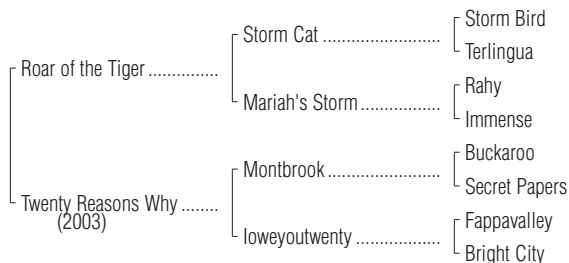 Storm Bird
Storm Cat ........................
Terlingua
Roar of the Tiger ..............
Rahy
Mariah's Storm ................
Immense
Buckaroo
Montbrook .......................
Secret Papers
Twenty Reasons Why ........
(2003)
Fappavalley
Ioweyoutwenty .................
Bright City